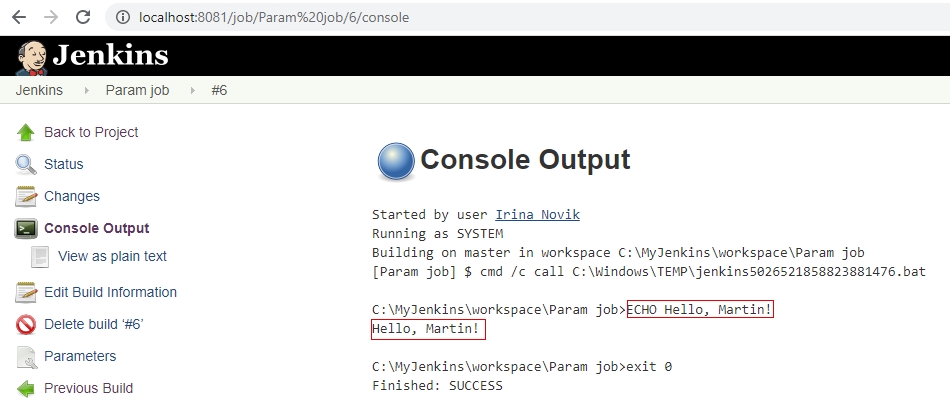 localhost:8081/job/Param%20job/6/console
Jenkins
Jenkins Param job #6
Back to Project
Status
Changes
Console Output
View as plain text
Edit Build Information
Delete build ‘#6’
Parameters
Previous Build
Console Output
Started by user Irina Novik
Running as SYSTEM
Building on master in workspace C:\MyJenkins\workspace\Param job
[Param job] $ cmd /c call C:\Windows\TEMP\jenkins5026521858823881476.bat
C:\MyJenkins\workspace\Param job>ECHO Hello, Martin!
Hello, Martin!
C:\MyJenkins\workspace\Param job>exit 0
Finished: SUCCESS